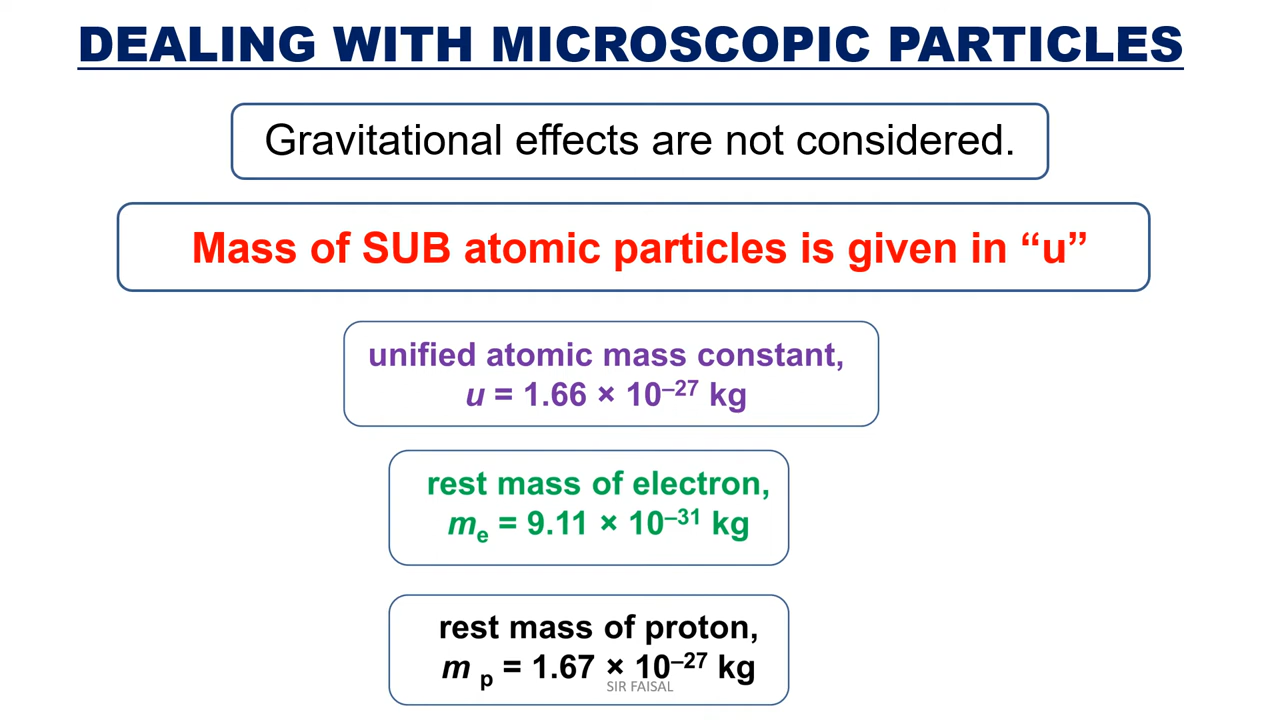 DEALING WITH MICROSCOPIC PARTICLES
Gravitational effects are not considered.
Mass of SUB atomic particles is given in “u”
unified atomic mass constant,
u = 1.66 × 10⁻²⁷ kg
rest mass of electron,
mₑ = 9.11 × 10⁻³¹ kg
rest mass of proton,
m ₚ = 1.67 × 10⁻²⁷ kg
SIR FAISAL